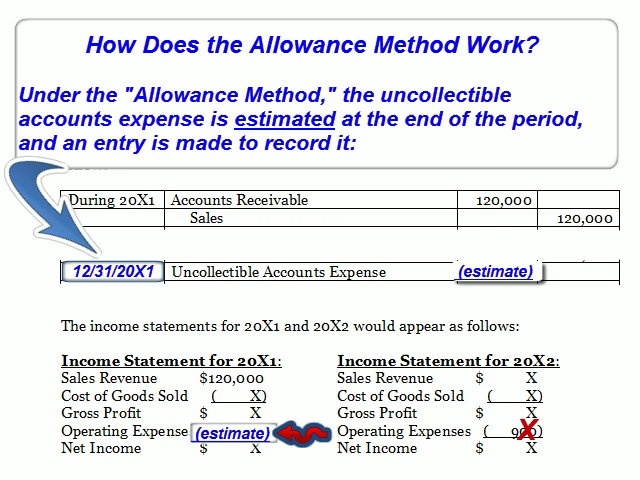 How Does the Allowance Method Work?
Under the "Allowance Method," the uncollectible
accounts expense is estimated at the end of the period,
and an entry is made to record it:
During 20X1 Accounts Receivable 120,000
Sales 120,000
12/31/20X1 Uncollectible Accounts Expense (estimate)
The income statements for 20X1 and 20X2 would appear as follows:
Income Statement for 20X1: Income Statement for 20X2:
Sales Revenue $120,000 Sales Revenue $ X
Cost of Goods Sold ( X) Cost of Goods Sold ( X)
Gross Profit $ X Gross Profit $ X
Operating Expense (estimate) Operating Expenses ( 900)
Net Income $ X Net Income $ X